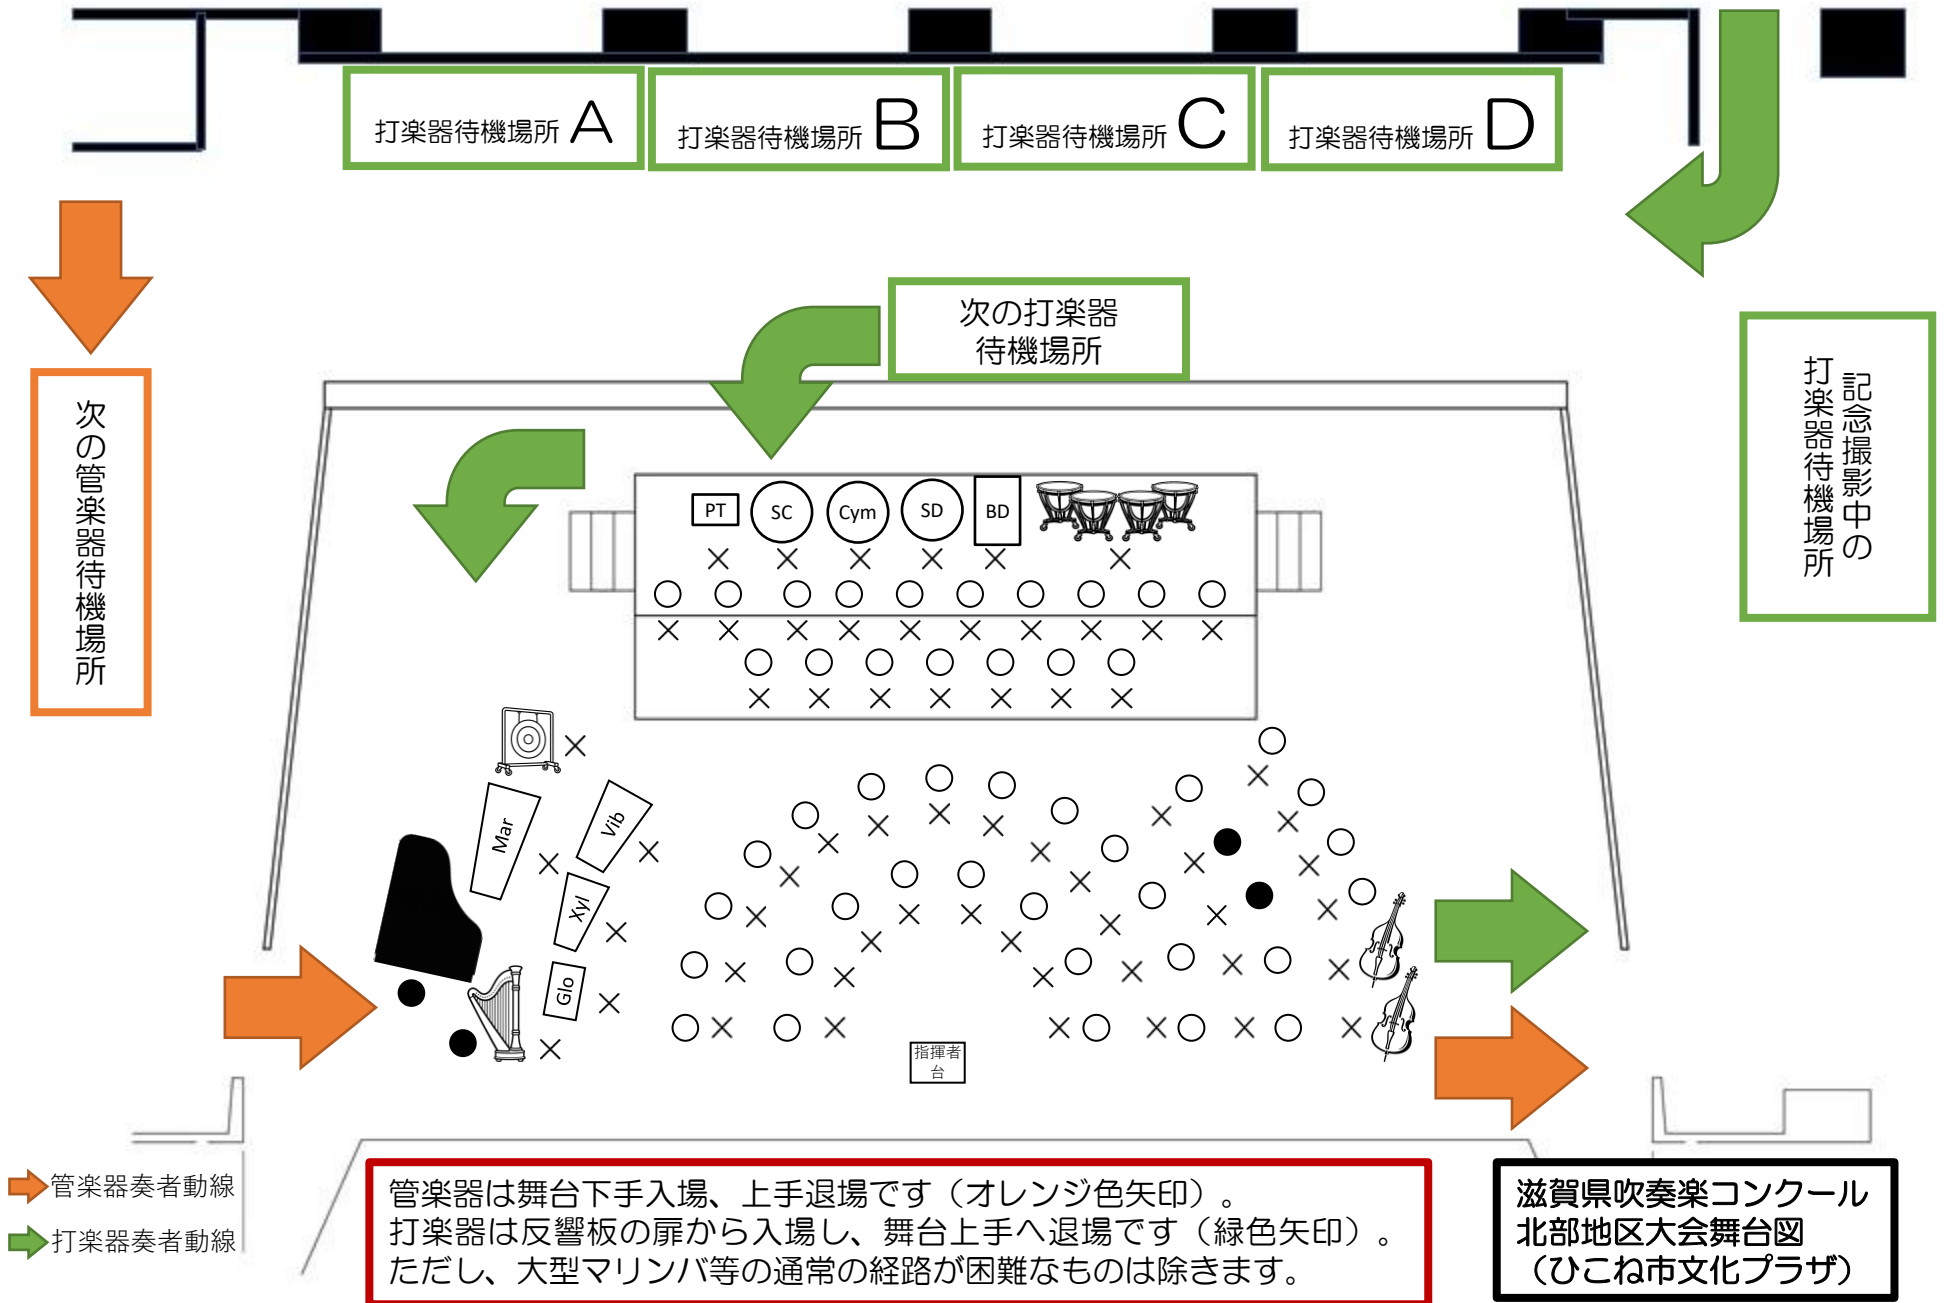 打楽器待機場所 A
打楽器待機場所 B
打楽器待機場所 C
打楽器待機場所 D
次の打楽器
待機場所
次の管楽器待機場所
記念撮影中の
打楽器待機場所
PT
SC
Cym
SD
BD
Mar
Vib
Xyl
Glo
指揮者
台
管楽器奏者動線
打楽器奏者動線
管楽器は舞台下手入場、上手退場です（オレンジ色矢印）。
打楽器は反響板の扉から入場し、舞台上手へ退場です（緑色矢印）。
ただし、大型マリンバ等の通常の経路が困難なものは除きます。
滋賀県吹奏楽コンクール
北部地区大会舞台図
（ひこね市文化プラザ）